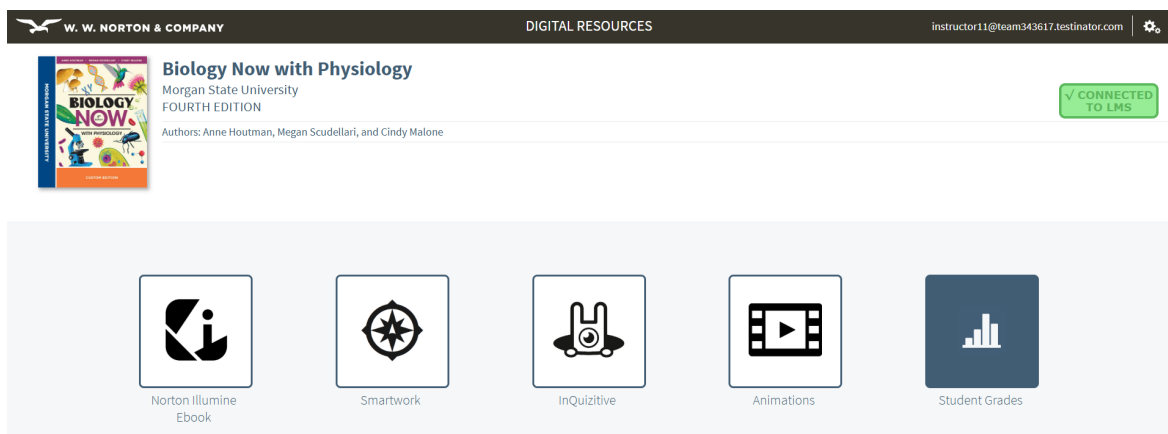 W. W. NORTON & COMPANY
DIGITAL RESOURCES
instructor11@team343617.testinator.com
MORGAN STATE UNIVERSITY
BIOLOGY
NOW
WITH PHYSIOLOGY
CUSTOM EDITION
Biology Now with Physiology
Morgan State University
FOURTH EDITION
Authors: Anne Houtman, Megan Scudellari, and Cindy Malone
√ CONNECTED
TO LMS
Norton Illumine
Ebook
Smartwork
InQuizitive
Animations
Student Grades